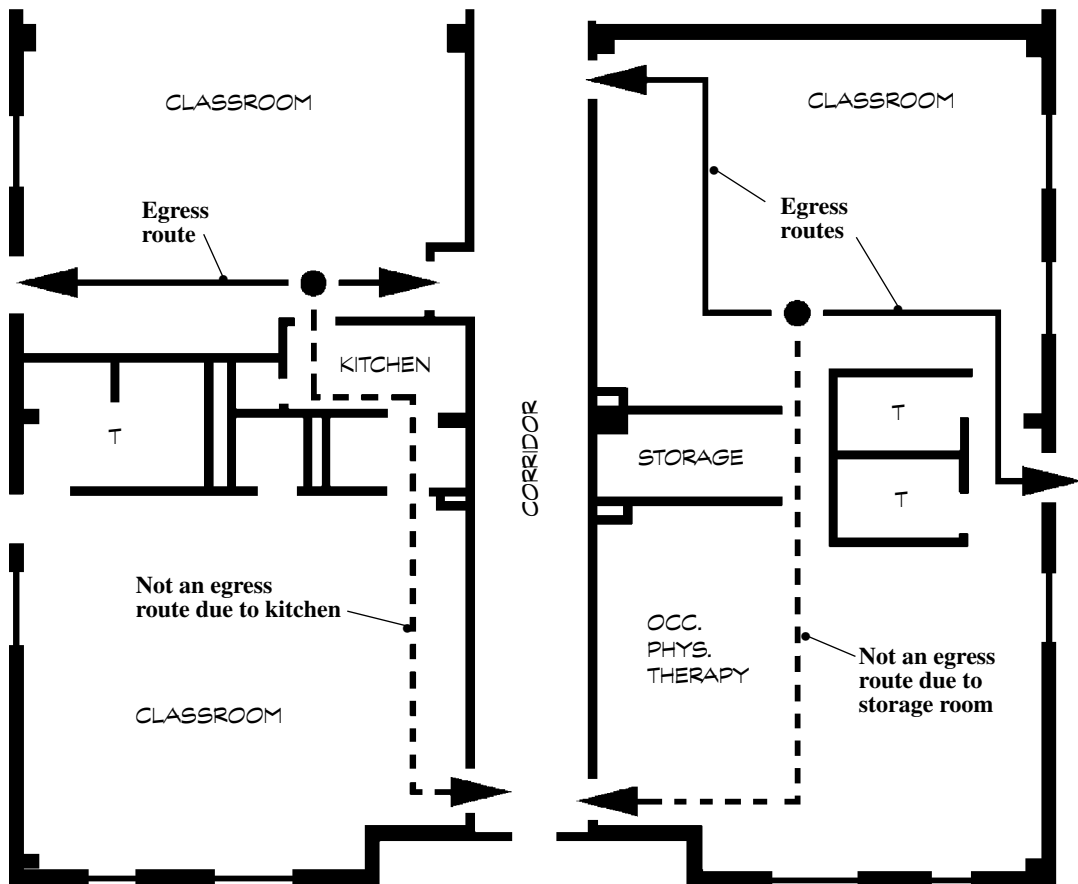 CLASSROOM
CLASSROOM
Egress
route
Egress
routes
KITCHEN
T
T
STORAGE
CORRIDOR
T
Not an egress
route due to kitchen
OCC.
PHYS.
THERAPY
Not an egress
route due to
storage room
CLASSROOM